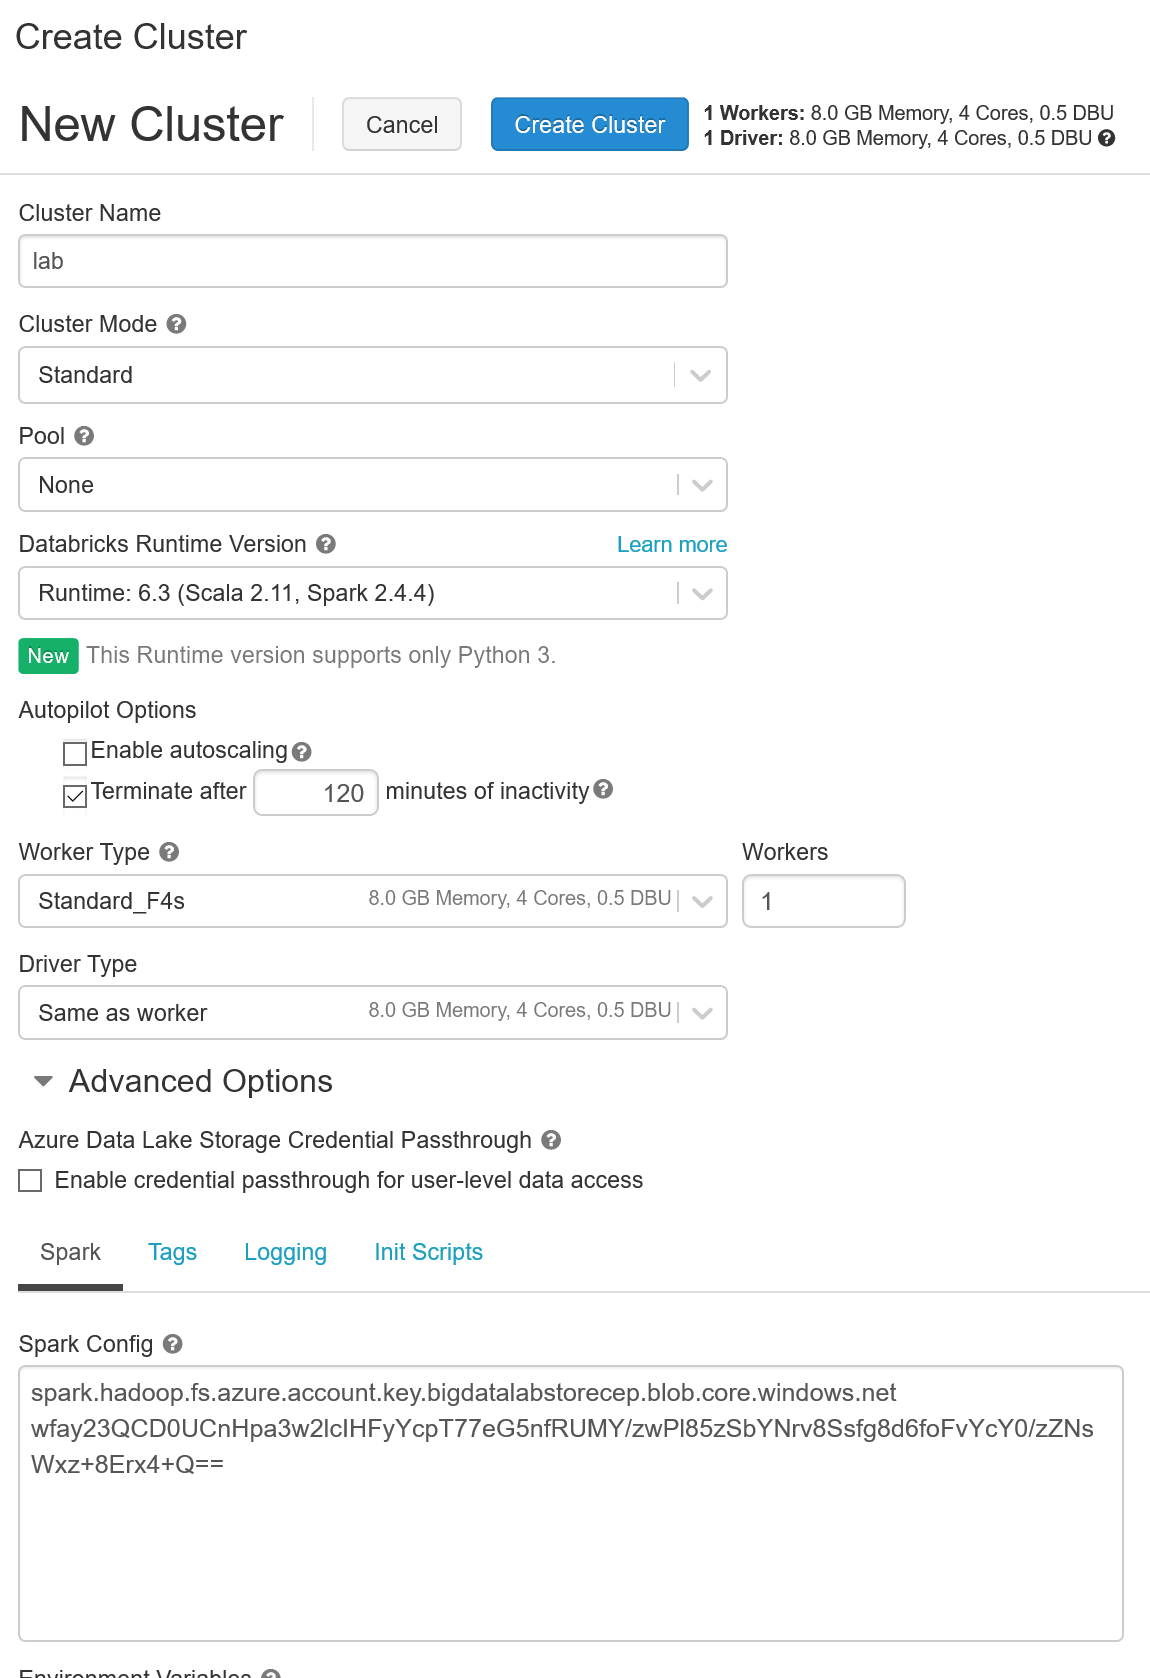 Create Cluster
New Cluster
Cancel
Create Cluster
1 Workers: 8.0 GB Memory, 4 Cores, 0.5 DBU
1 Driver: 8.0 GB Memory, 4 Cores, 0.5 DBU ?
Cluster Name
lab
Cluster Mode ?
Standard
Pool ?
None
Databricks Runtime Version ? Learn more
Runtime: 6.3 (Scala 2.11, Spark 2.4.4)
New This Runtime version supports only Python 3.
Autopilot Options
Enable autoscaling ?
Terminate after 120 minutes of inactivity ?
Worker Type ? Workers
Standard_F4s 8.0 GB Memory, 4 Cores, 0.5 DBU 1
Driver Type
Same as worker 8.0 GB Memory, 4 Cores, 0.5 DBU
Advanced Options
Azure Data Lake Storage Credential Passthrough ?
Enable credential passthrough for user-level data access
Spark Tags Logging Init Scripts
Spark Config ?
spark.hadoop.fs.azure.account.key.bigdatalabstorecep.blob.core.windows.net
wfay23QCD0UCnHpa3w2lcIHFyYcpT77eG5nfRUMY/zwPl85zSbYNrv8Ssfg8d6foFvYcY0/zZNs
Wxz+8Erx4+Q==
Environment Variables ?